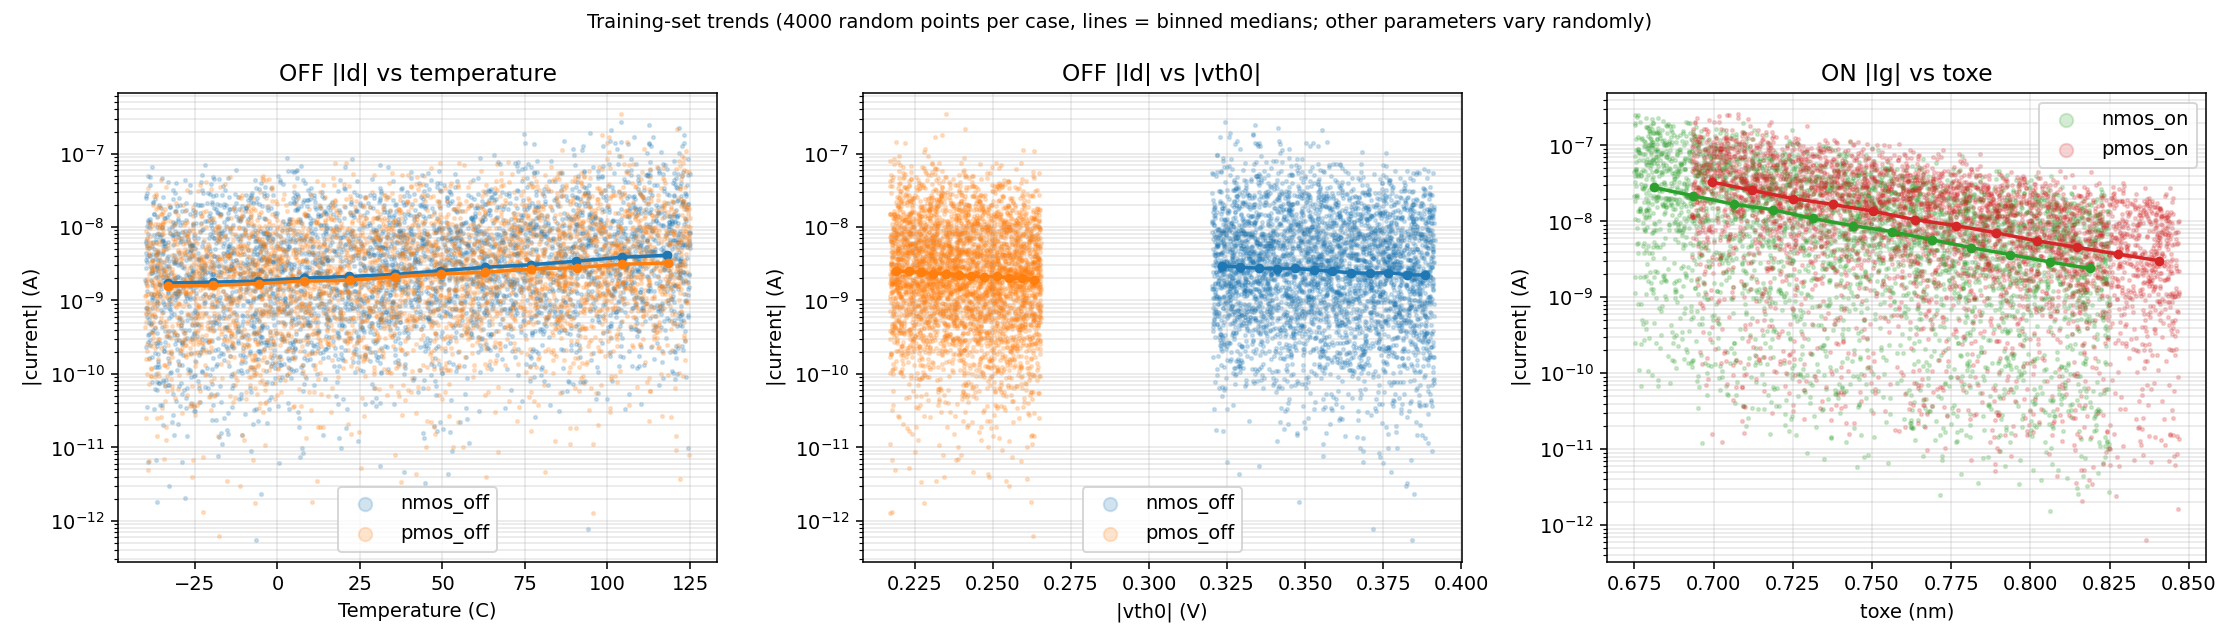 Training-set trends (4000 random points per case, lines = binned medians; other parameters vary randomly)
OFF |Id| vs temperature
|current| (A)
10⁻⁷
10⁻⁸
10⁻⁹
10⁻¹⁰
10⁻¹¹
10⁻¹²
nmos_off
pmos_off
−25 0 25 50 75 100 125
Temperature (C)
OFF |Id| vs |vth0|
|current| (A)
10⁻⁷
10⁻⁸
10⁻⁹
10⁻¹⁰
10⁻¹¹
10⁻¹²
nmos_off
pmos_off
0.225 0.250 0.275 0.300 0.325 0.350 0.375 0.400
|vth0| (V)
ON |Ig| vs toxe
|current| (A)
10⁻⁷
10⁻⁸
10⁻⁹
10⁻¹⁰
10⁻¹¹
10⁻¹²
nmos_on
pmos_on
0.675 0.700 0.725 0.750 0.775 0.800 0.825 0.850
toxe (nm)